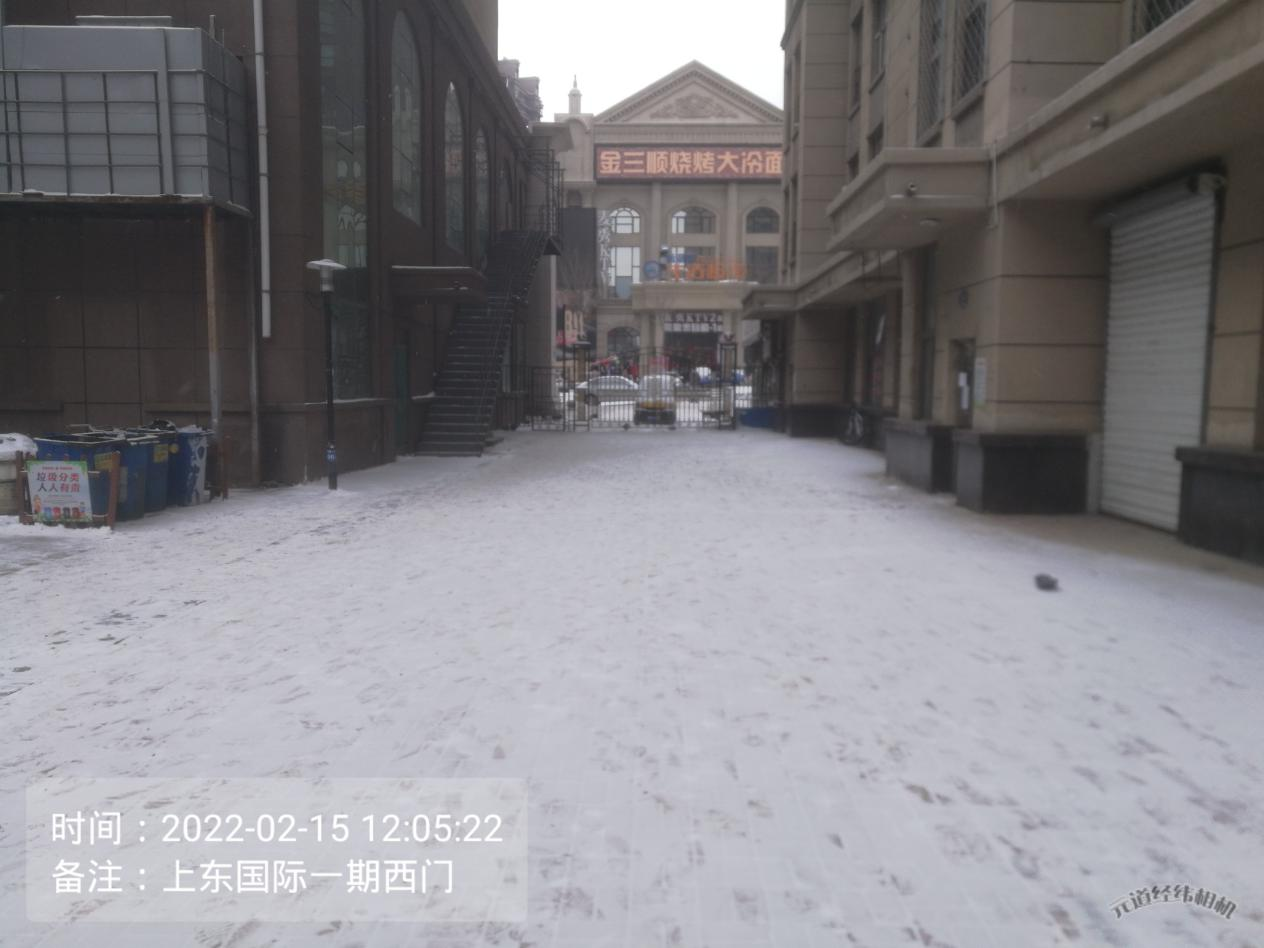 金三顺烧烤大冷面
垃圾分类
人人有责
时间：2022-02-15 12:05:22
备注：上东国际一期西门
元道经纬相机